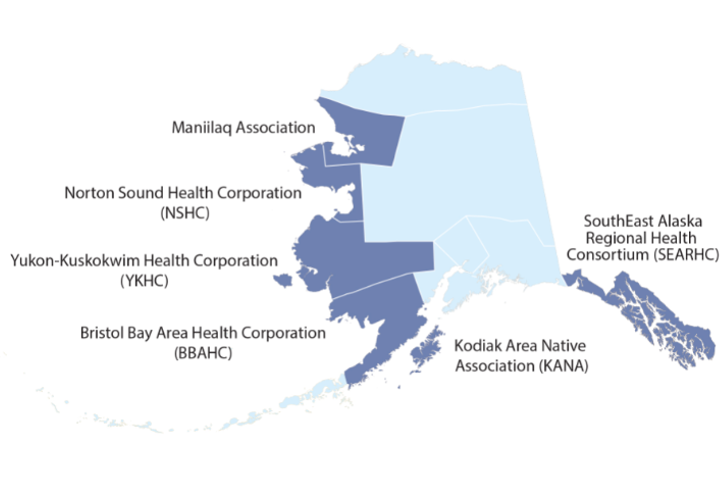 Maniilaq Association
Norton Sound Health Corporation
(NSHC)
SouthEast Alaska
Regional Health
Consortium (SEARHC)
Yukon-Kuskokwim Health Corporation
(YKHC)
Bristol Bay Area Health Corporation
(BBAHC)
Kodiak Area Native
Association (KANA)